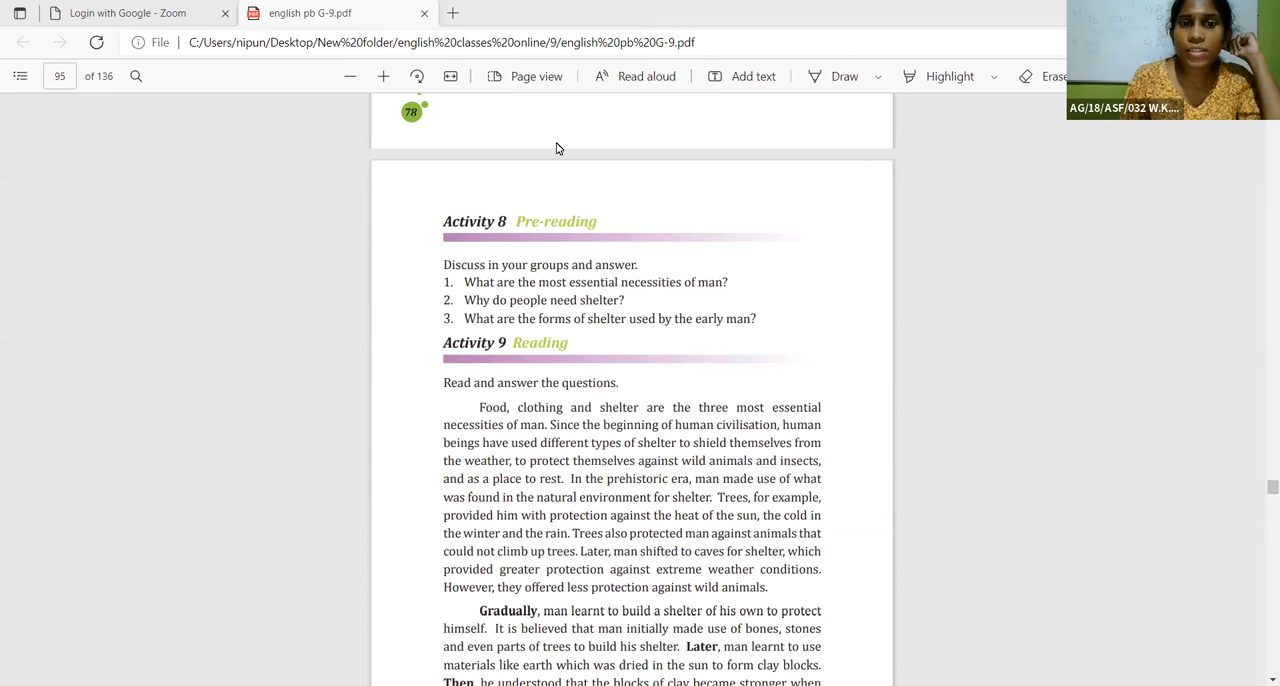 Login with Google - Zoom
english pb G-9.pdf
File | C:/Users/nipun/Desktop/New%20folder/english%20classes%20online/9/english%20pb%20G-9.pdf
95 of 136
Page view
Read aloud
Add text
Draw
Highlight
Erase
AG/18/ASF/032 W.K....
78
Activity 8 Pre-reading
Discuss in your groups and answer.
1. What are the most essential necessities of man?
2. Why do people need shelter?
3. What are the forms of shelter used by the early man?
Activity 9 Reading
Read and answer the questions.
Food, clothing and shelter are the three most essential
necessities of man. Since the beginning of human civilisation, human
beings have used different types of shelter to shield themselves from
the weather, to protect themselves against wild animals and insects,
and as a place to rest. In the prehistoric era, man made use of what
was found in the natural environment for shelter. Trees, for example,
provided him with protection against the heat of the sun, the cold in
the winter and the rain. Trees also protected man against animals that
could not climb up trees. Later, man shifted to caves for shelter, which
provided greater protection against extreme weather conditions.
However, they offered less protection against wild animals.
Gradually, man learnt to build a shelter of his own to protect
himself. It is believed that man initially made use of bones, stones
and even parts of trees to build his shelter. Later, man learnt to use
materials like earth which was dried in the sun to form clay blocks.
Then, he understood that the blocks of clay became stronger when